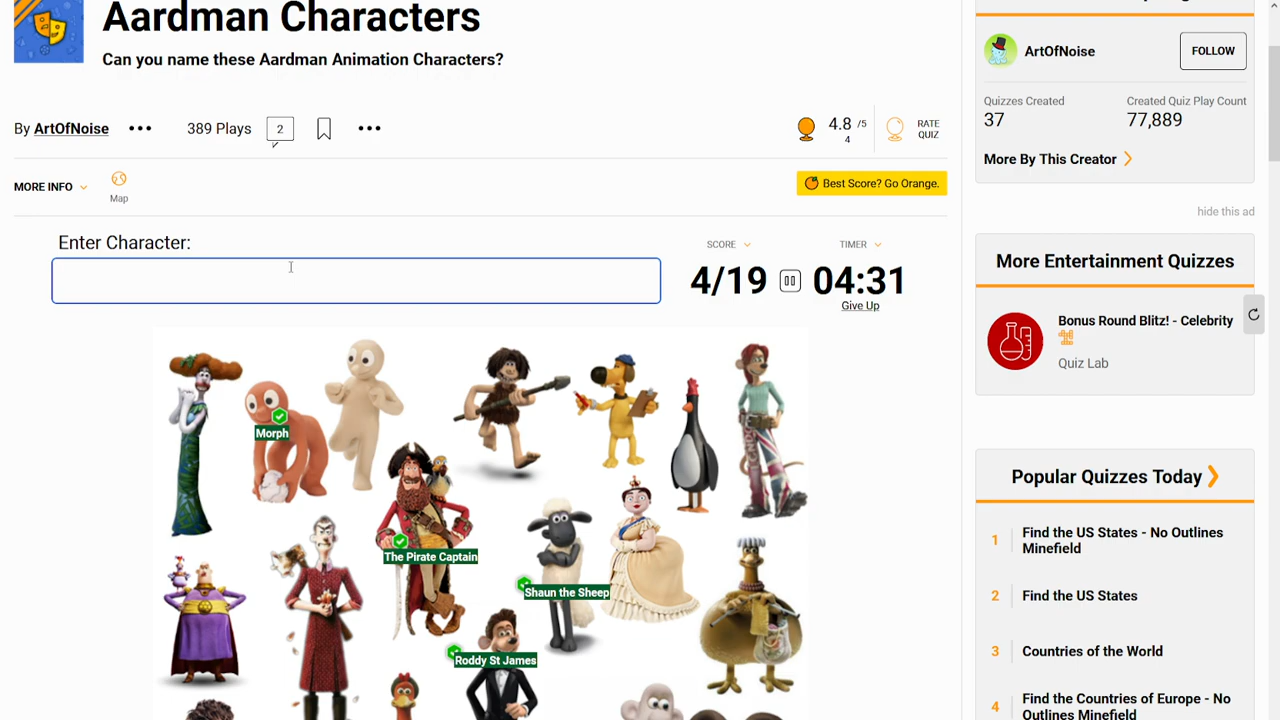 Aardman Characters
Can you name these Aardman Animation Characters?
By ArtOfNoise
389 Plays
2
4.8 /5
4
RATE
QUIZ
MORE INFO
Map
Best Score? Go Orange.
Enter Character:
SCORE
TIMER
4/19
04:31
Give Up
Morph
The Pirate Captain
Shaun the Sheep
Roddy St James
ArtOfNoise
FOLLOW
Quizzes Created
Created Quiz Play Count
37
77,889
More By This Creator
hide this ad
More Entertainment Quizzes
Bonus Round Blitz! - Celebrity
Quiz Lab
Popular Quizzes Today
1 Find the US States - No Outlines
Minefield
2 Find the US States
3 Countries of the World
4 Find the Countries of Europe - No
Outlines Minefield